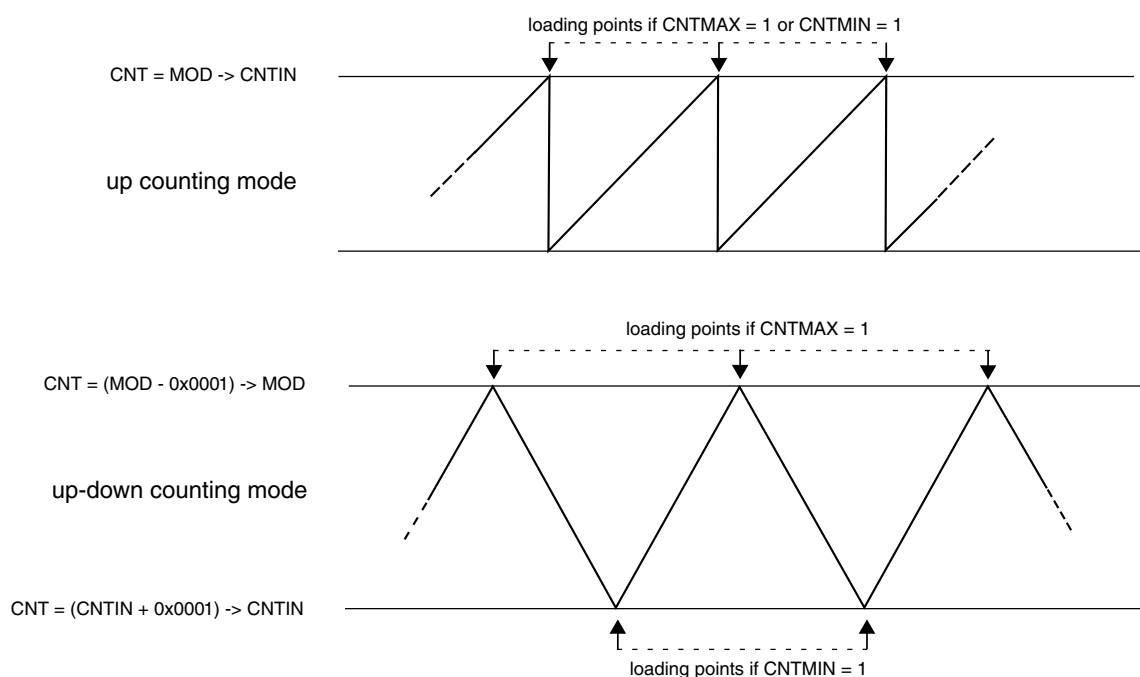 loading points if CNTMAX = 1 or CNTMIN = 1
CNT = MOD -> CNTIN
up counting mode
loading points if CNTMAX = 1
CNT = (MOD - 0x0001) -> MOD
up-down counting mode
CNT = (CNTIN + 0x0001) -> CNTIN
loading points if CNTMIN = 1